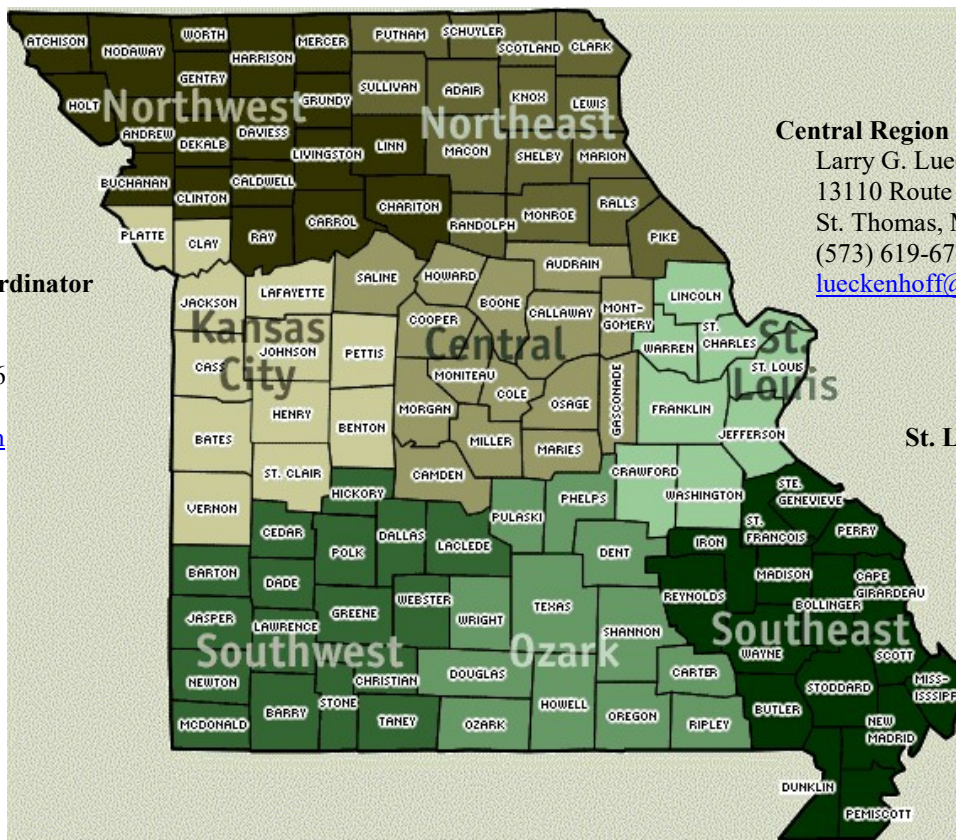 ATCHISON
NODAWAY
WORTH
HARRISON
MERCER
PUTNAM
SCHUYLER
SCOTLAND
CLARK
GENTRY
SULLIVAN
ADAIR
KNOX
LEWIS
HOLT
Northwest
GRUNDY
Northeast
ANDREW
DEKALB
DAVIESS
LIVINGSTON
LINN
MACON
SHELBY
MARION
BUCHANAN
CLINTON
CALDWELL
CARROL
CHARITON
RANDOLPH
MONROE
RALLS
PLATTE
CLAY
RAY
PIKE
Central Region
Larry G. Lue
13110 Route
St. Thomas, M
(573) 619-67
lueckenhoff@
rdinator
6
n
St. L
SALINE
HOWARD
AUDRAIN
JACKSON
LAFAYETTE
BOONE
CALLAWAY
MONT-
GOMERY
LINCOLN
Kansas
City
COOPER
Central
WARREN
ST.
CHARLES
St.
Louis
CASS
JOHNSON
PETTIS
MONITEAU
COLE
OSAGE
GASCONADE
FRANKLIN
ST. LOUIS
HENRY
BENTON
MORGAN
MILLER
MARIES
JEFFERSON
BATES
ST. CLAIR
CAMDEN
CRAWFORD
WASHINGTON
VERNON
HICKORY
PULASKI
PHELPS
STE.
GENEVIEVE
CEDAR
POLK
DALLAS
LACLEDE
DENT
IRON
ST.
FRANCOIS
PERRY
BARTON
DADE
MADISON
CAPE
GIRARDEAU
JASPER
LAWRENCE
GREENE
WEBSTER
WRIGHT
TEXAS
SHANNON
REYNOLDS
BOLLINGER
Southwest
Ozark
Southeast
NEWTON
CHRISTIAN
DOUGLAS
CARTER
WAYNE
SCOTT
MCDONALD
BARRY
STONE
TANEY
OZARK
HOWELL
OREGON
RIPLEY
BUTLER
STODDARD
MISS-
ISSSIPPI
NEW
MADRID
DUNKLIN
PEMISCOTT